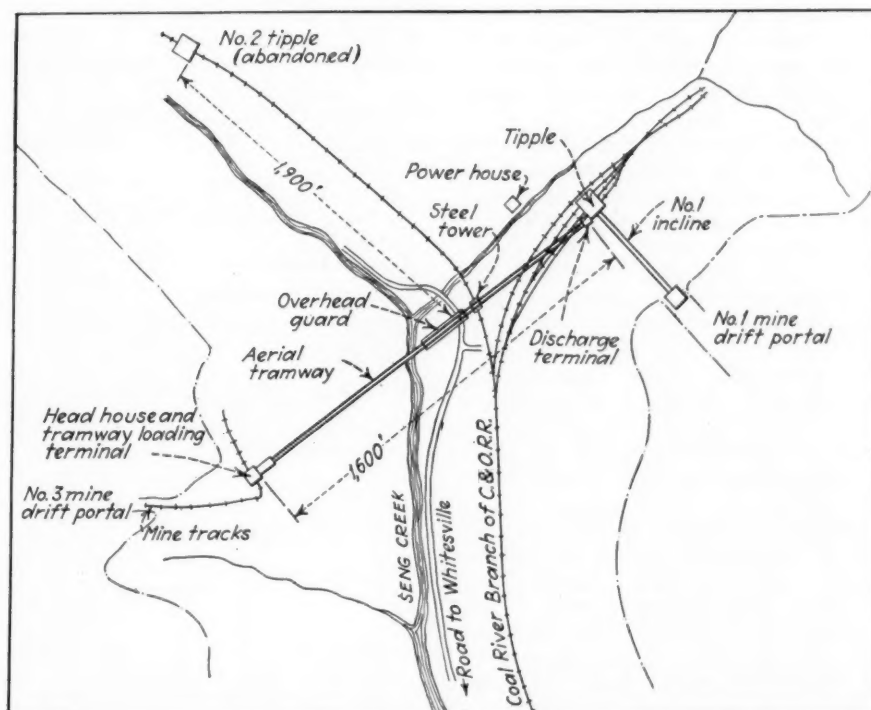 No. 2 tipple
(abandoned)
1,900'
Tipple
Power house
Steel
tower
No.1
incline
Overhead
guard
Aerial
tramway
Discharge
terminal
No.1 mine
drift portal
Head house and
tramway loading
terminal
1,600'
No. 3 mine
drift portal
Mine tracks
SENG CREEK
Road to Whitesville
Coal River Branch of C.& O.R.R.